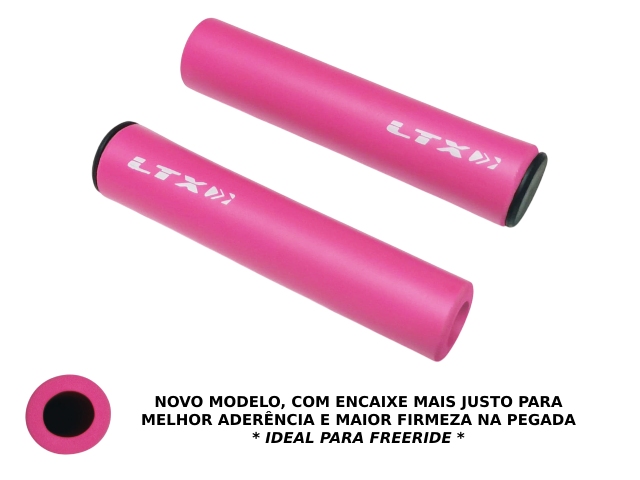 LTX
LTX
NOVO MODELO, COM ENCAIXE MAIS JUSTO PARA
MELHOR ADERÊNCIA E MAIOR FIRMEZA NA PEGADA
* IDEAL PARA FREERIDE *